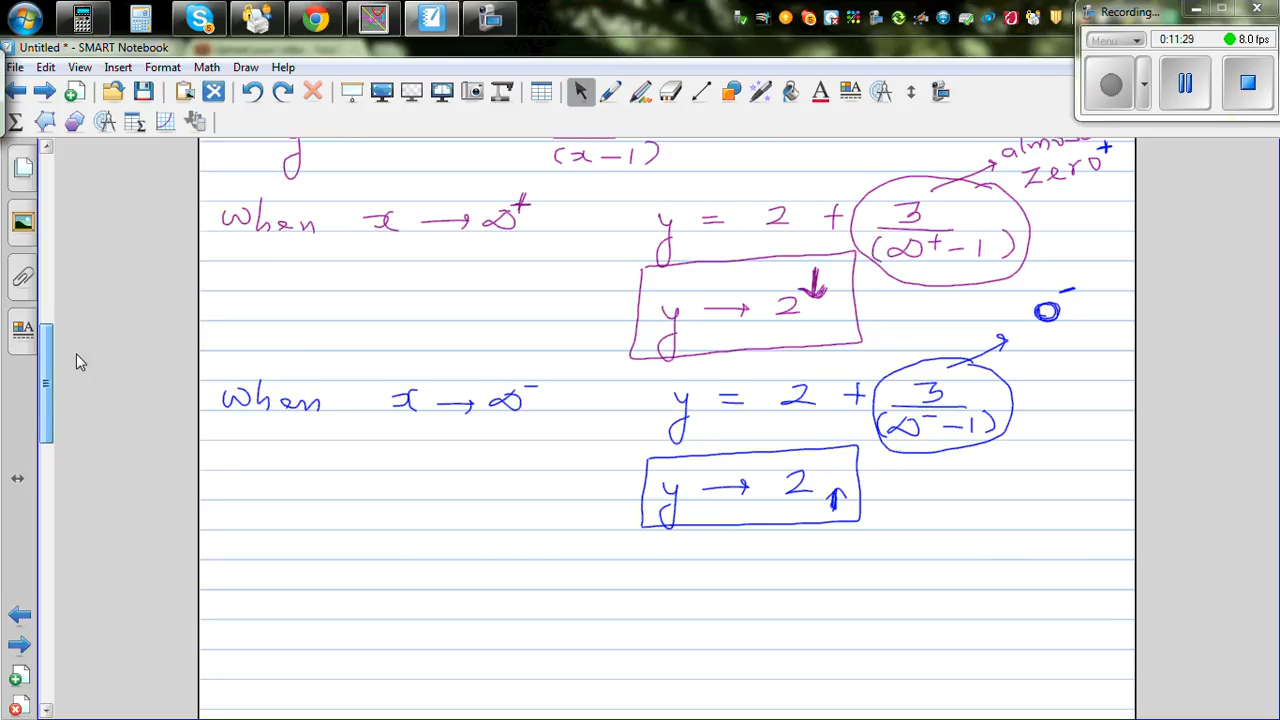 Recording...
Menu
0:11:29
8.0 fps
Untitled * - SMART Notebook
File Edit View Insert Format Math Draw Help
y
(x-1)
zero+
When x → ∞+ y = 2 + 3/(∞+ - 1)
y → 2↓
0-
When x → ∞- y = 2 + 3/(∞- - 1)
y → 2↑